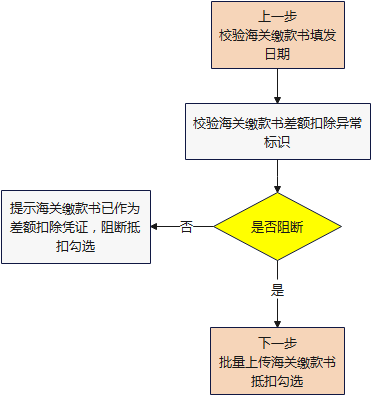 上一步
校验海关缴款书填发
日期
校验海关缴款书差额扣除异常
标识
提示海关缴款书已作为
差额扣除凭证，阻断抵
扣勾选
否
是否阻断
是
下一步
批量上传海关缴款书
抵扣勾选